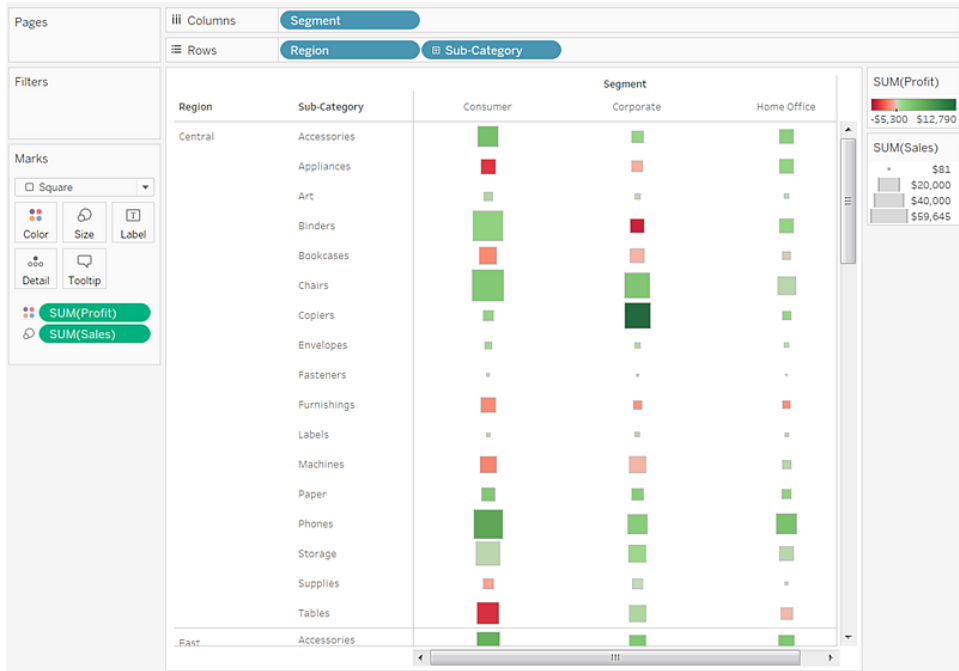 Pages
Columns
Segment
Rows
Region
Sub-Category
Filters
Marks
Square
Color
Size
Label
Detail
Tooltip
SUM(Profit)
SUM(Sales)
Segment
Region
Sub-Category
Consumer
Corporate
Home Office
Central
Accessories
Appliances
Art
Binders
Bookcases
Chairs
Copiers
Envelopes
Fasteners
Furnishings
Labels
Machines
Paper
Phones
Storage
Supplies
Tables
East
Accessories
SUM(Profit)
-$5,300 $12,790
SUM(Sales)
$81
$20,000
$40,000
$59,645